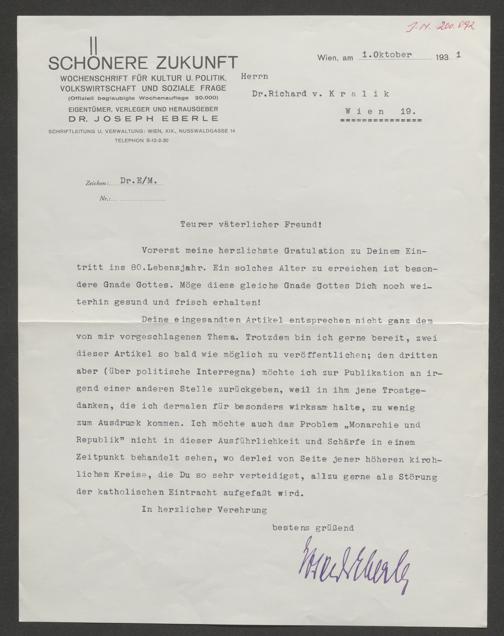 J.N. 200.892
SCHÖNERE ZUKUNFT
WOCHENSCHRIFT FÜR KULTUR U. POLITIK,
VOLKSWIRTSCHAFT UND SOZIALE FRAGE
(Offiziell beglaubigte Wochenauflage 20.000)
EIGENTÜMER, VERLEGER UND HERAUSGEBER
DR. JOSEPH EBERLE
SCHRIFTLEITUNG U. VERWALTUNG: WIEN, XIX., NUSSWALDGASSE 14
TELEPHON B-12-2-30
Wien, am 1.Oktober 1931
Herrn
Dr.Richard v. Kralik
Wien 19.
Zeichen: Dr.E/M.
Nr.:
Teurer väterlicher Freund!
Vorerst meine herzlichste Gratulation zu Deinem Ein-
tritt ins 80.Lebensjahr. Ein solches Alter zu erreichen ist beson-
dere Gnade Gottes. Möge diese gleiche Gnade Gottes Dich noch wei-
terhin gesund und frisch erhalten!
Deine eingesandten Artikel entsprechen nicht ganz dem
von mir vorgeschlagenen Thema. Trotzdem bin ich gerne bereit, zwei
dieser Artikel so bald wie möglich zu veröffentlichen; den dritten
aber (über politische Interregna) möchte ich zur Publikation an ir-
gend einer anderen Stelle zurückgeben, weil in ihm jene Trostge-
danken, die ich dermalen für besonders wirksam halte, zu wenig
zum Ausdruck kommen. Ich möchte auch das Problem „Monarchie und
Republik" nicht in dieser Ausführlichkeit und Schärfe in einem
Zeitpunkt behandelt sehen, wo derlei von Seite jener höheren kirch-
lichen Kreise, die Du so sehr verteidigst, allzu gerne als Störung
der katholischen Eintracht aufgefaßt wird.
In herzlicher Verehrung
bestens grüßend
Joseph Eberle